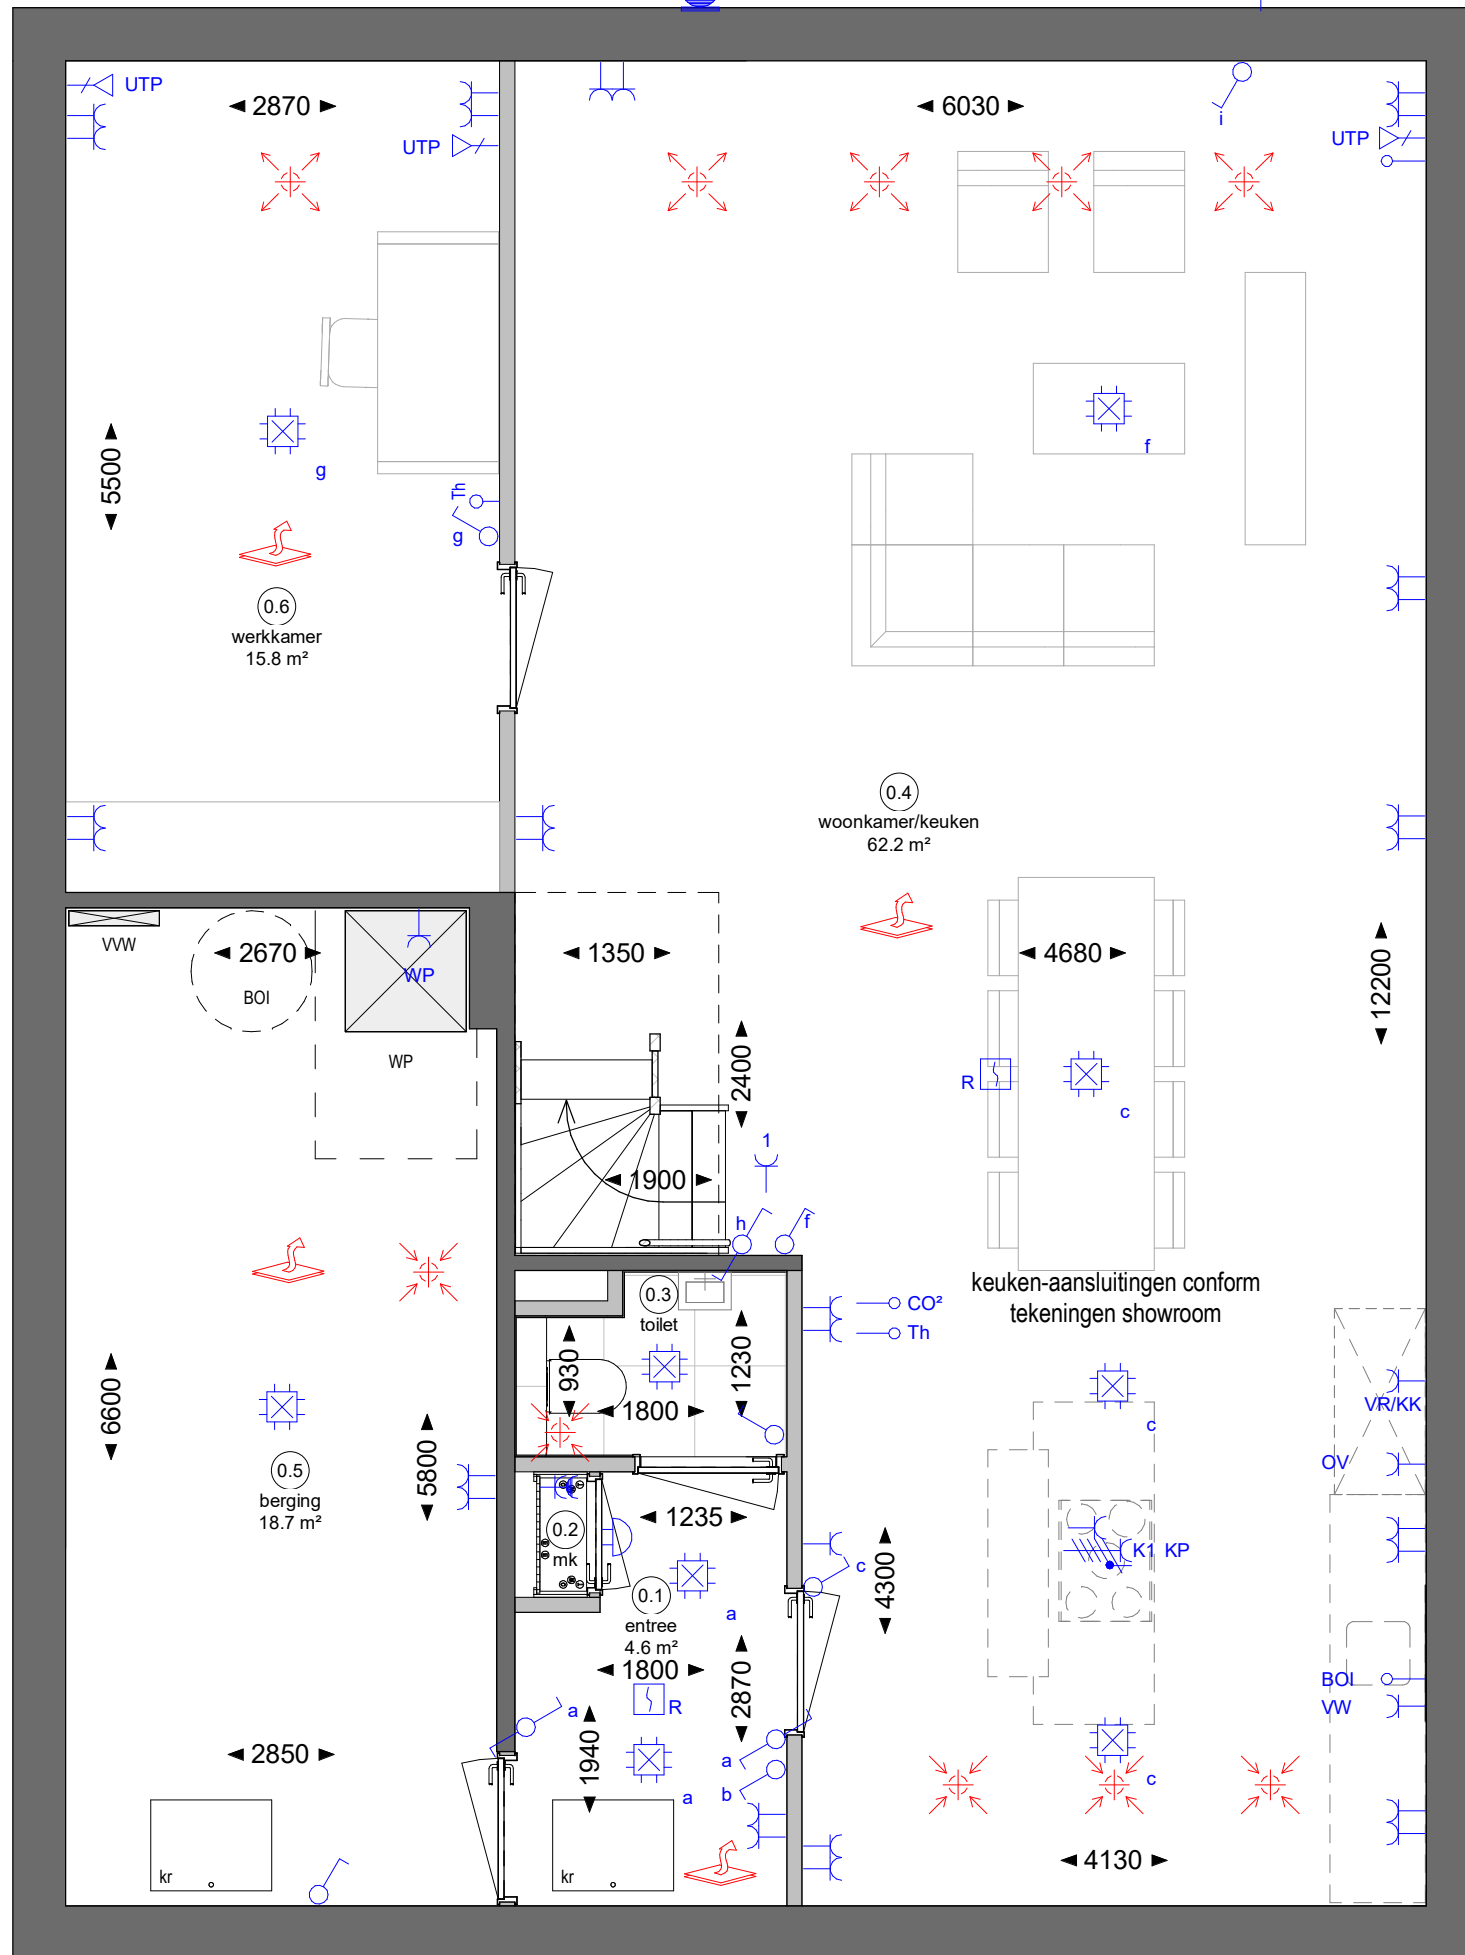 UTP
2870
UTP
6030
i
UTP
5500
g
Th
g
f
0.6
werkkamer
15.8 m²
0.4
woonkamer/keuken
62.2 m²
VVW
2670
BOI
WP
WP
1350
4680
12200
2400
R
c
1
1900
h
f
keuken-aansluitingen conform
tekeningen showroom
0.3
toilet
CO²
Th
930
1230
1800
6600
5800
0.5
berging
18.7 m²
c
VR/KK
OV
0.2
mk
1235
K1 KP
c
4300
0.1
entree
4.6 m²
a
1800
2870
R
a
1940
a
b
a
BOI
VW
c
2850
kr
kr
4130